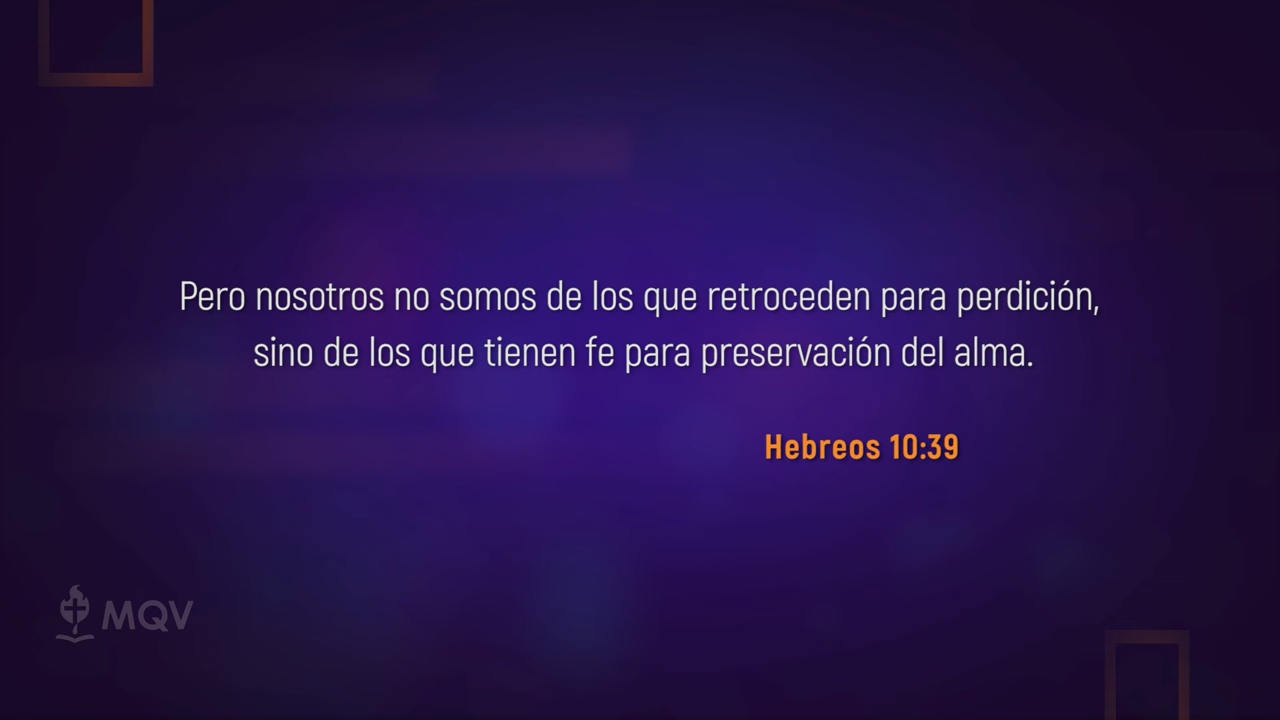 Pero nosotros no somos de los que retroceden para perdición,
sino de los que tienen fe para preservación del alma.
Hebreos 10:39
MQV